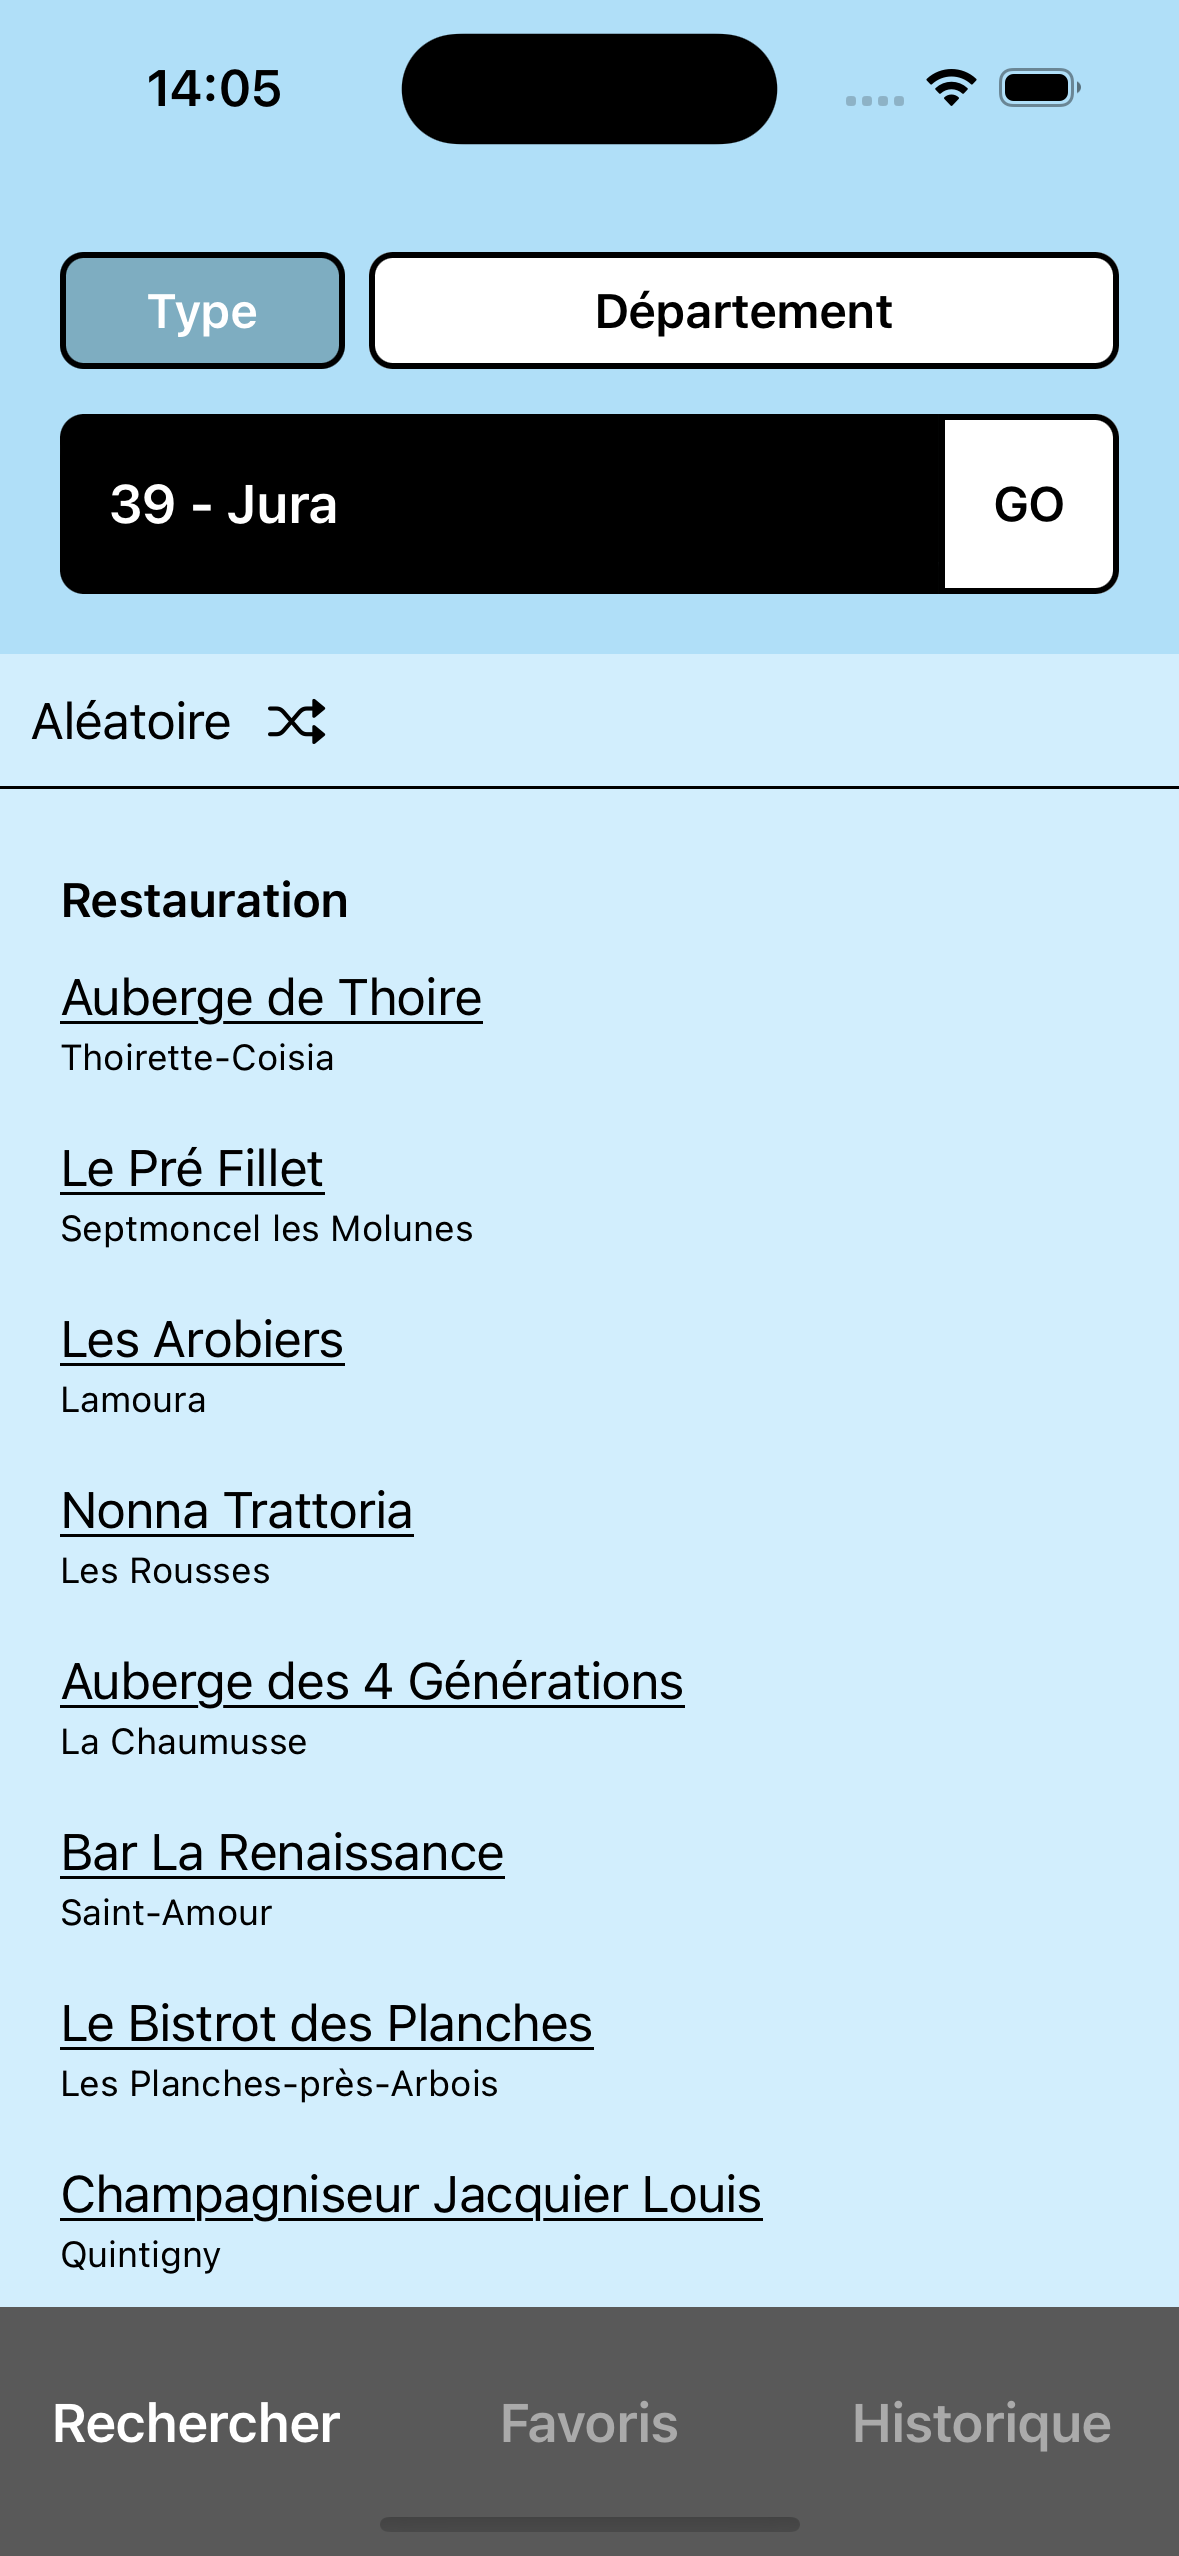 14:05
Type
Département
39 - Jura
GO
Aléatoire
Restauration
Auberge de Thoire
Thoirette-Coisia
Le Pré Fillet
Septmoncel les Molunes
Les Arobiers
Lamoura
Nonna Trattoria
Les Rousses
Auberge des 4 Générations
La Chaumusse
Bar La Renaissance
Saint-Amour
Le Bistrot des Planches
Les Planches-près-Arbois
Champagniseur Jacquier Louis
Quintigny
Rechercher
Favoris
Historique